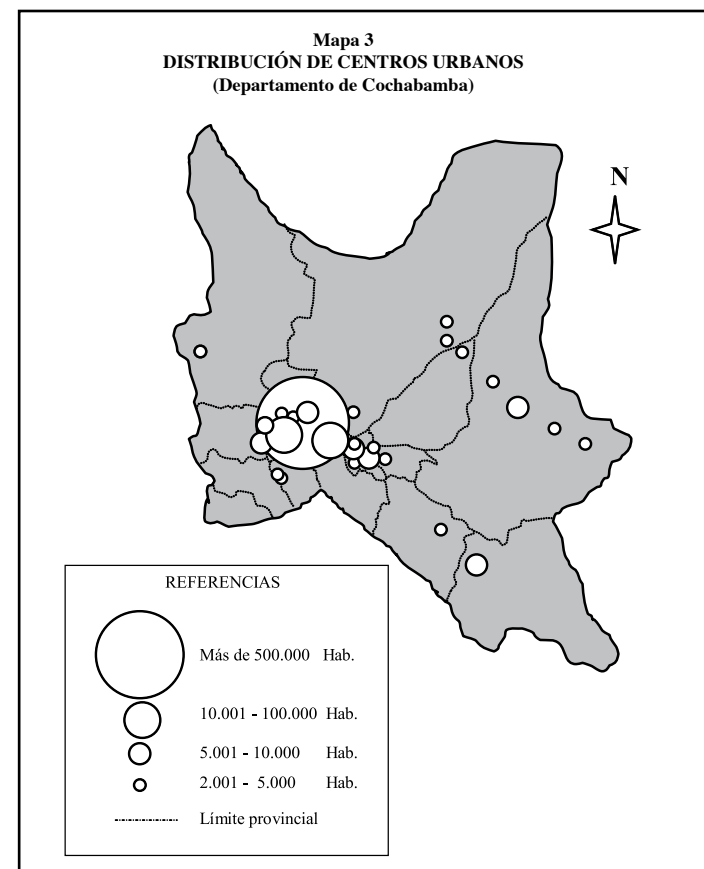 Mapa 3
DISTRIBUCIÓN DE CENTROS URBANOS
(Departamento de Cochabamba)
N
REFERENCIAS
Más de 500.000 Hab.
10.001 - 100.000 Hab.
5.001 - 10.000 Hab.
2.001 - 5.000 Hab.
Límite provincial